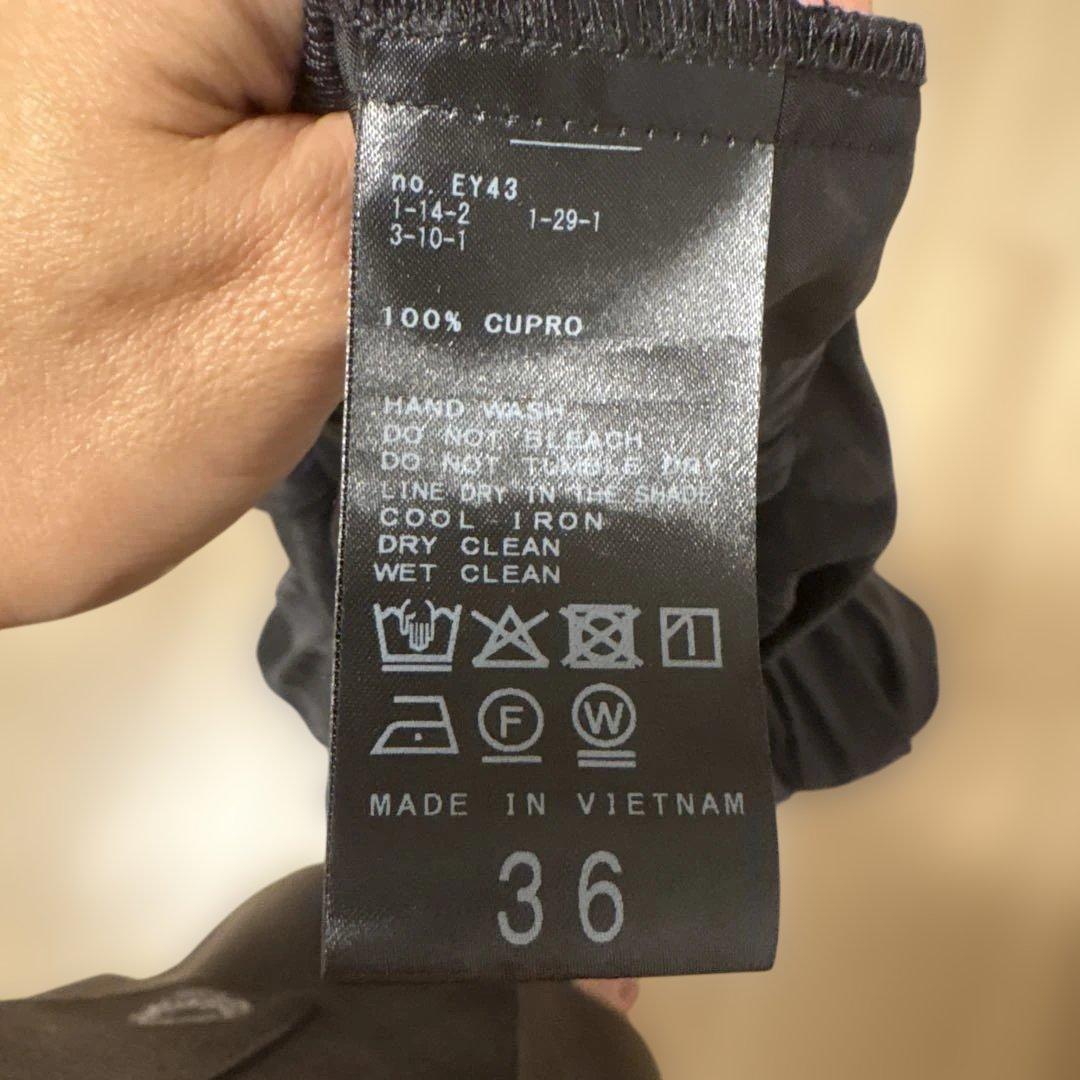 no. EY43
1-14-2 1-29-1
3-10-1
100% CUPRO
HAND WASH
DO NOT BLEACH
DO NOT TUMBLE DRY
LINE DRY IN THE SHADE
COOL IRON
DRY CLEAN
WET CLEAN
F W
MADE IN VIETNAM
36